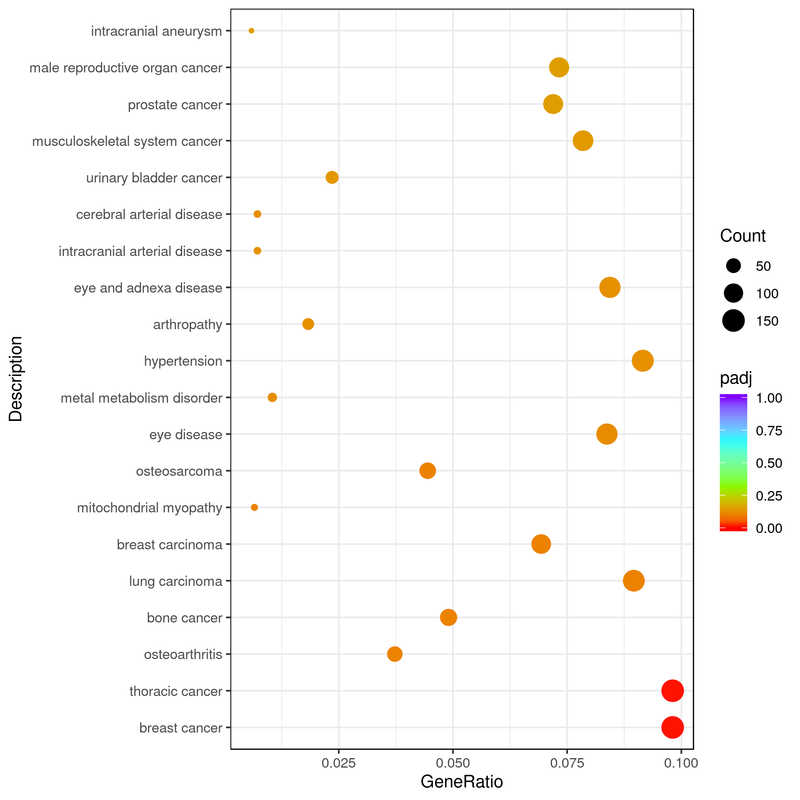 intracranial aneurysm
male reproductive organ cancer
prostate cancer
musculoskeletal system cancer
urinary bladder cancer
cerebral arterial disease
intracranial arterial disease
eye and adnexa disease
arthropathy
hypertension
metal metabolism disorder
eye disease
osteosarcoma
mitochondrial myopathy
breast carcinoma
lung carcinoma
bone cancer
osteoarthritis
thoracic cancer
breast cancer
Description
0.025 0.050 0.075 0.100
GeneRatio
Count
50
100
150
padj
1.00
0.75
0.50
0.25
0.00